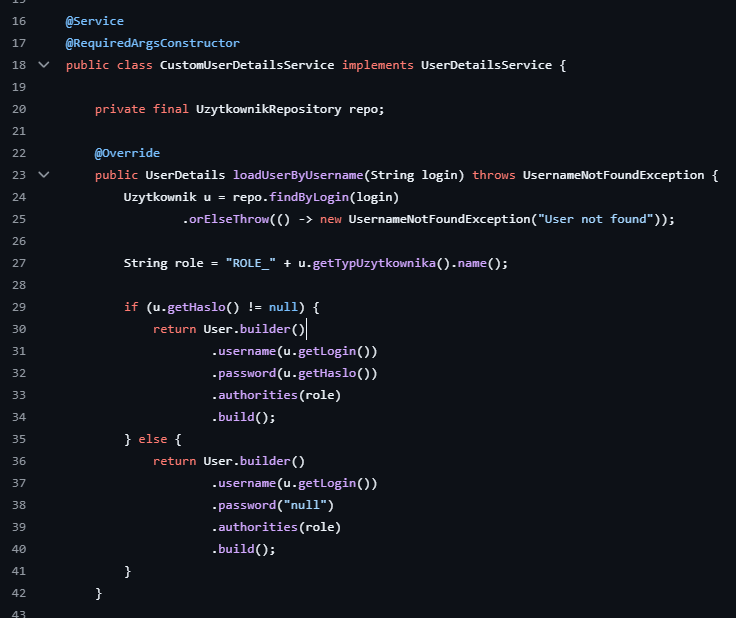 16 @Service
17 @RequiredArgsConstructor
18 public class CustomUserDetailsService implements UserDetailsService {
19
20 private final UzytkownikRepository repo;
21
22 @Override
23 public UserDetails loadUserByUsername(String login) throws UsernameNotFoundException {
24 Uzytkownik u = repo.findByLogin(login)
25 .orElseThrow(() -> new UsernameNotFoundException("User not found"));
26
27 String role = "ROLE_" + u.getTypUzytkownika().name();
28
29 if (u.getHaslo() != null) {
30 return User.builder()
31 .username(u.getLogin())
32 .password(u.getHaslo())
33 .authorities(role)
34 .build();
35 } else {
36 return User.builder()
37 .username(u.getLogin())
38 .password("null")
39 .authorities(role)
40 .build();
41 }
42 }
43